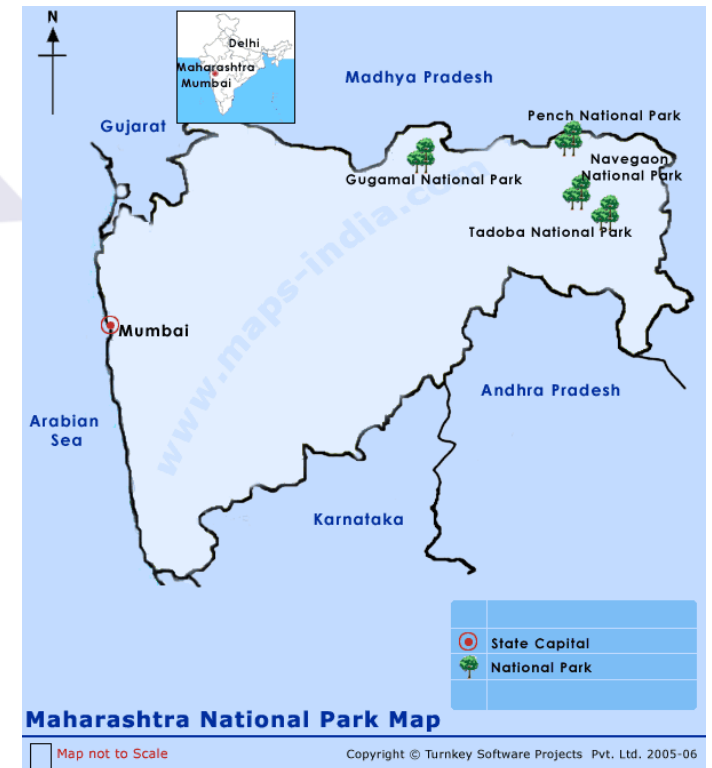 N
Delhi
Maharashtra
Mumbai
Madhya Pradesh
Gujarat
Pench National Park
Navegaon
National Park
Gugamal National Park
Tadoba National Park
www.maps-india.com
Mumbai
Andhra Pradesh
Arabian
Sea
Karnataka
State Capital
National Park
Maharashtra National Park Map
Map not to Scale
Copyright © Turnkey Software Projects Pvt. Ltd. 2005-06